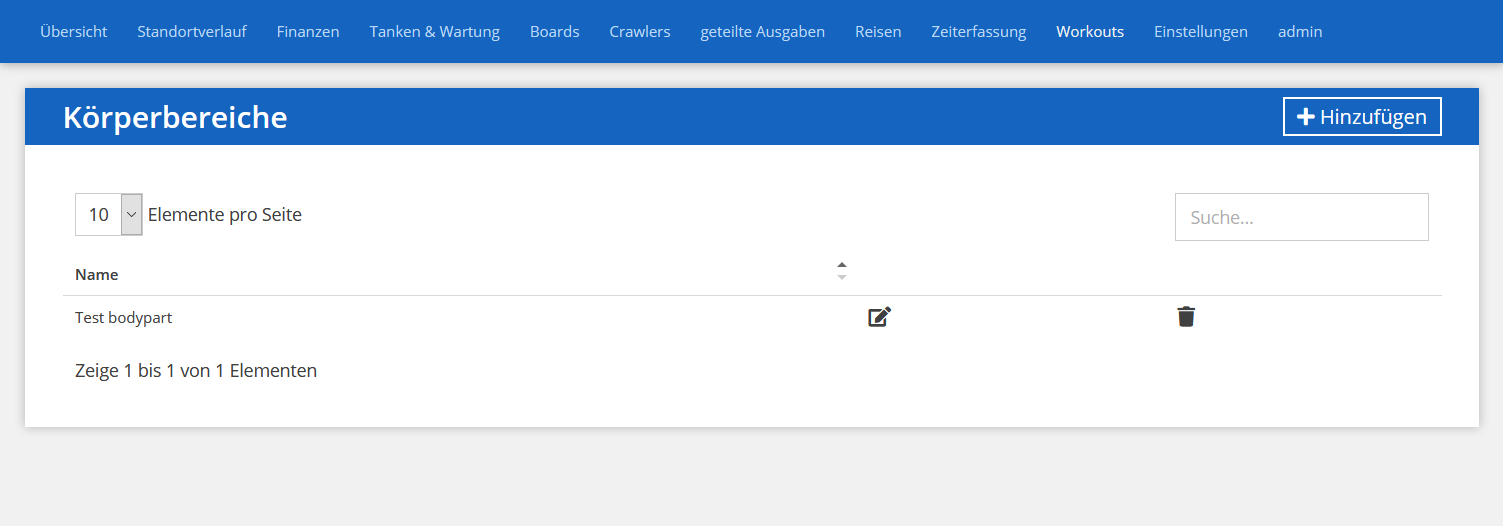 Übersicht Standortverlauf Finanzen Tanken & Wartung Boards Crawlers geteilte Ausgaben Reisen Zeiterfassung Workouts Einstellungen admin
Körperbereiche Hinzufügen
10 Elemente pro Seite Suche...
Name
Test bodypart
Zeige 1 bis 1 von 1 Elementen